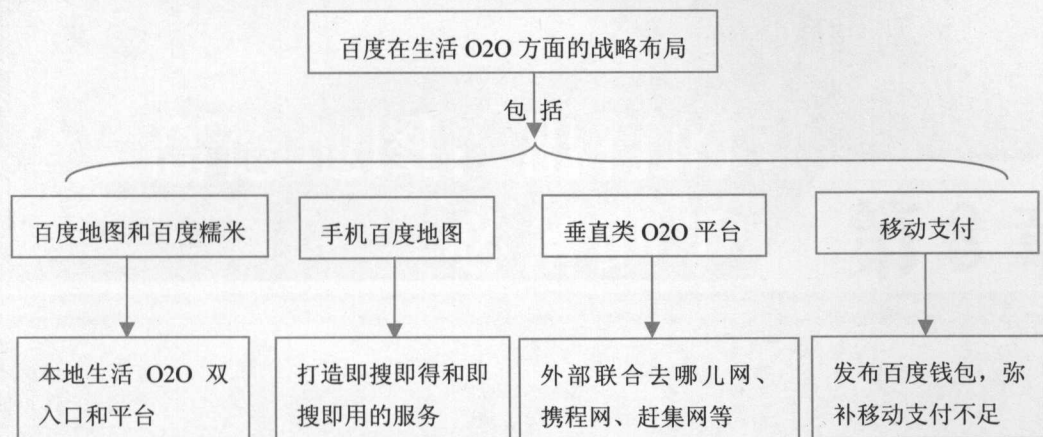 百度在生活 O2O 方面的战略布局
包括
百度地图和百度糯米
手机百度地图
垂直类 O2O 平台
移动支付
本地生活 O2O 双
入口和平台
打造即搜即得和即
搜即用的服务
外部联合去哪儿网、
携程网、赶集网等
发布百度钱包，弥
补移动支付不足